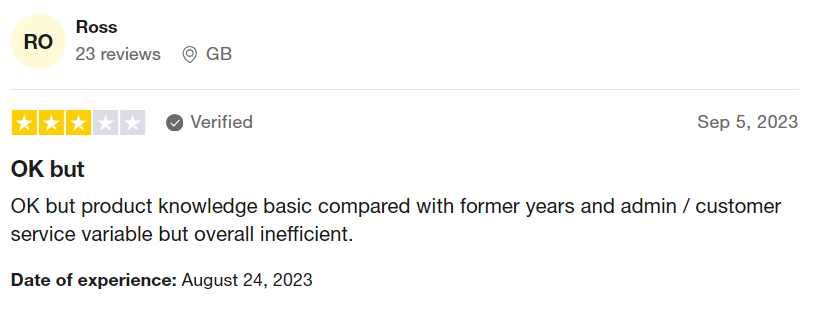 RO
Ross
23 reviews GB
Verified Sep 5, 2023
OK but
OK but product knowledge basic compared with former years and admin / customer
service variable but overall inefficient.
Date of experience: August 24, 2023